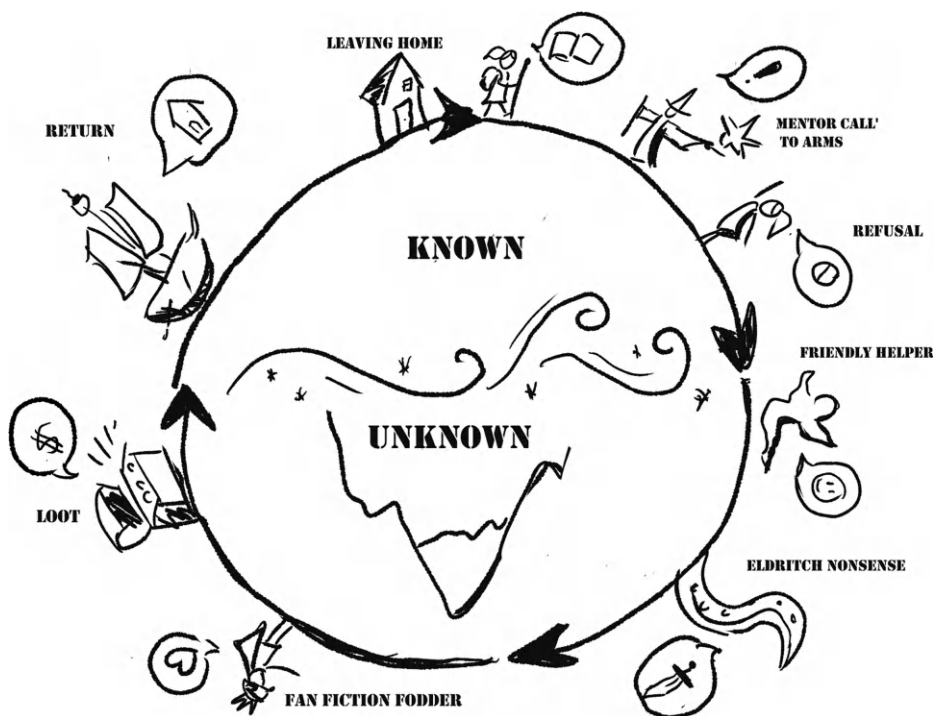 LEAVING HOME
MENTOR CALL'
TO ARMS
REFUSAL
FRIENDLY HELPER
ELDRITCH NONSENSE
FAN FICTION FODDER
LOOT
RETURN
KNOWN
UNKNOWN
$
!